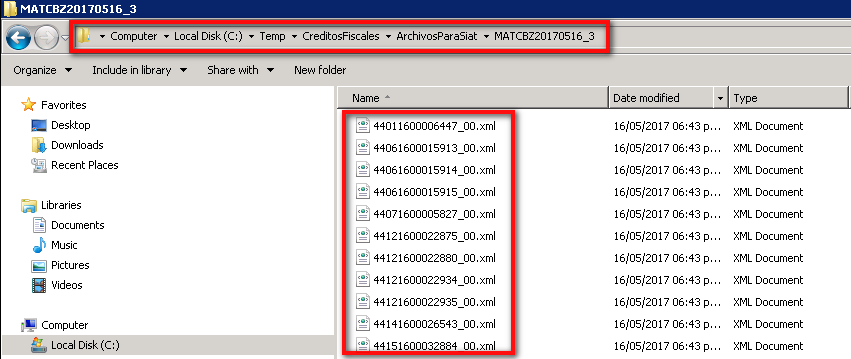 MATCBZ20170516_3
Computer Local Disk (C:) Temp CreditosFiscales ArchivosParaSiat MATCBZ20170516_3
Organize Include in library Share with New folder
Favorites
Desktop
Downloads
Recent Places
Libraries
Documents
Music
Pictures
Videos
Computer
Local Disk (C:)
Name Date modified Type
44011600006447_00.xml 16/05/2017 06:43 p... XML Document
44061600015913_00.xml 16/05/2017 06:43 p... XML Document
44061600015914_00.xml 16/05/2017 06:43 p... XML Document
44061600015915_00.xml 16/05/2017 06:43 p... XML Document
44071600005827_00.xml 16/05/2017 06:43 p... XML Document
44121600022875_00.xml 16/05/2017 06:43 p... XML Document
44121600022880_00.xml 16/05/2017 06:43 p... XML Document
44121600022934_00.xml 16/05/2017 06:43 p... XML Document
44121600022935_00.xml 16/05/2017 06:43 p... XML Document
44141600026543_00.xml 16/05/2017 06:43 p... XML Document
44151600032884_00.xml 16/05/2017 06:43 p... XML Document